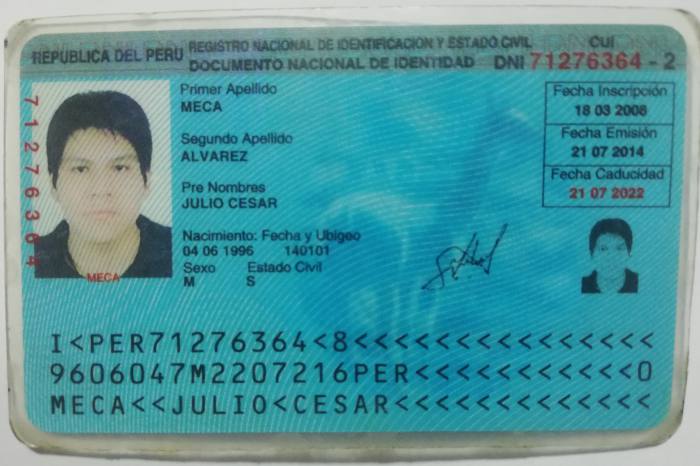 REPUBLICA DEL PERU
REGISTRO NACIONAL DE IDENTIFICACION Y ESTADO CIVIL
DOCUMENTO NACIONAL DE IDENTIDAD
CUI
DNI 71276364 - 2
71276364
Primer Apellido
MECA
Segundo Apellido
ALVAREZ
Pre Nombres
JULIO CESAR
Nacimiento: Fecha y Ubigeo
04 06 1996 140101
Sexo Estado Civil
M S
Fecha Inscripción
18 03 2008
Fecha Emisión
21 07 2014
Fecha Caducidad
21 07 2022
MECA
I<PER71276364<8<<<<<<<<<<<<<<<
9606047M2207216PER<<<<<<<<<<<0
MECA<<JULIO<CESAR<<<<<<<<<<<<<